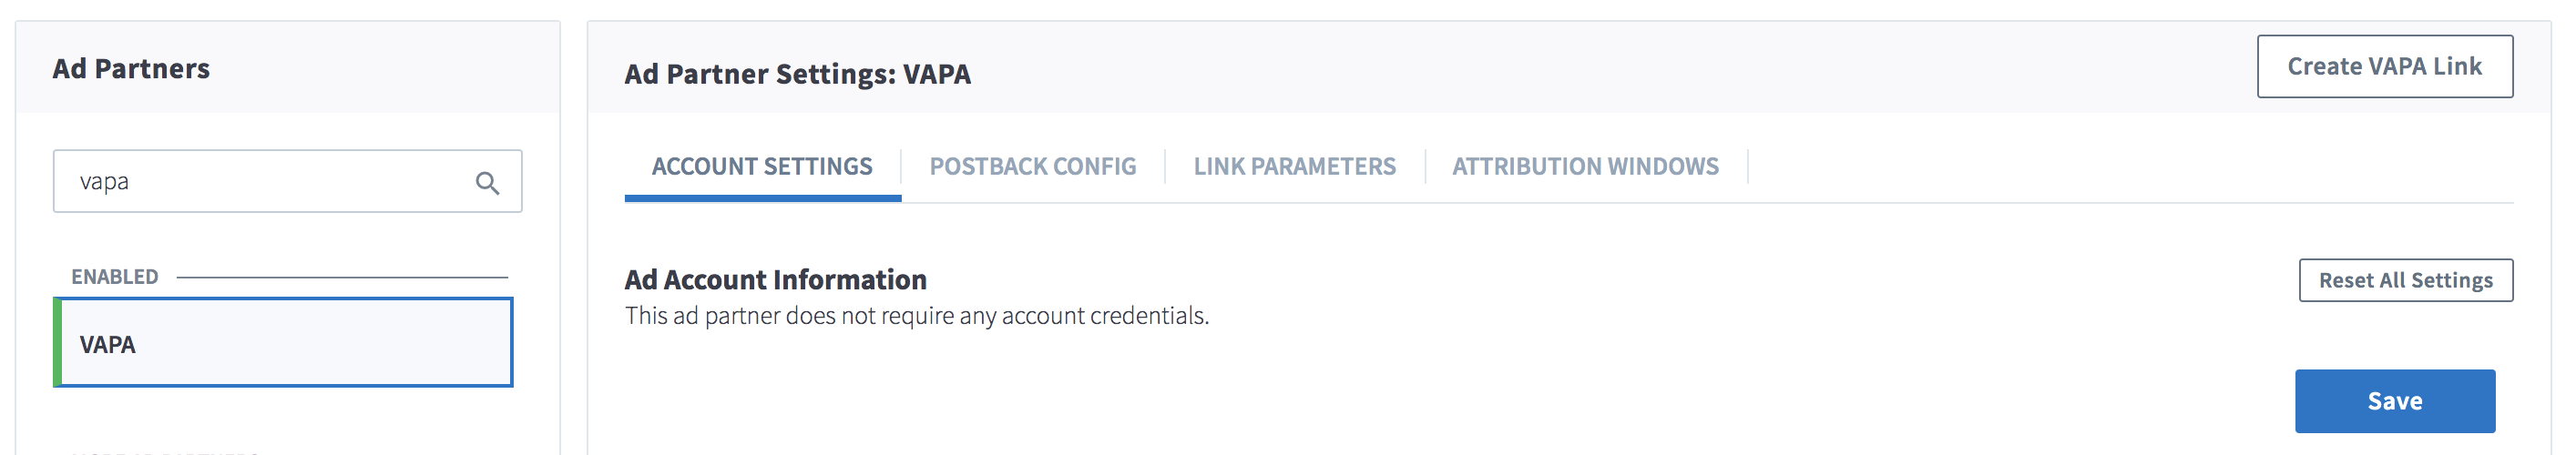 Ad Partners
vapa
ENABLED
VAPA
Ad Partner Settings: VAPA
Create VAPA Link
ACCOUNT SETTINGS
POSTBACK CONFIG
LINK PARAMETERS
ATTRIBUTION WINDOWS
Ad Account Information
Reset All Settings
This ad partner does not require any account credentials.
Save